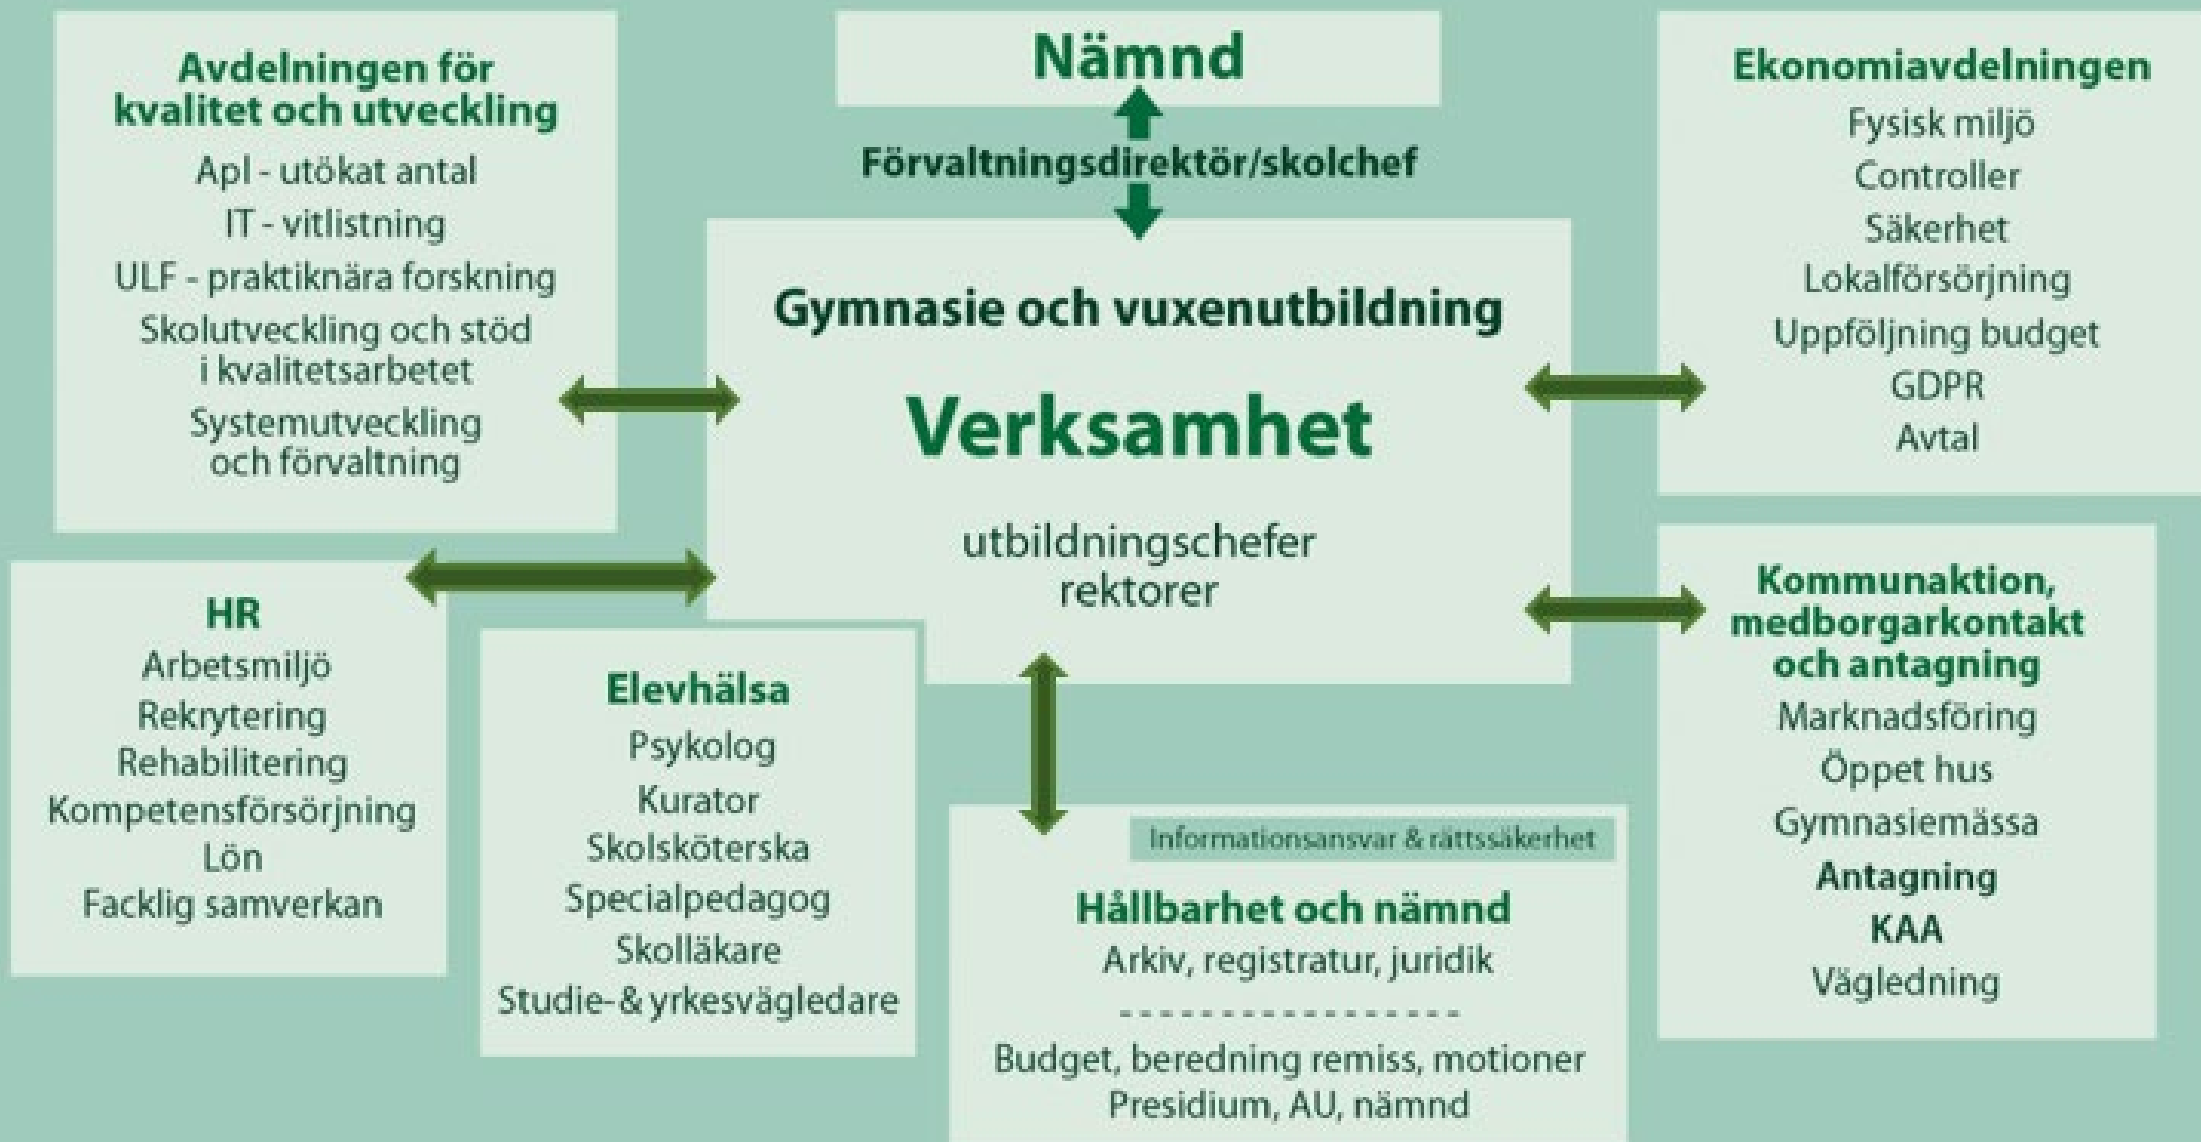 Avdelningen för
kvalitet och utveckling
Apl - utökat antal
IT - vitlistning
ULF - praktiknära forskning
Skolutveckling och stöd
i kvalitetsarbetet
Systemutveckling
och förvaltning
Nämnd
Förvaltningsdirektör/skolchef
Gymnasie och vuxenutbildning
Verksamhet
utbildningschefer
rektorer
Ekonomiavdelningen
Fysisk miljö
Controller
Säkerhet
Lokalförsörjning
Uppföljning budget
GDPR
Avtal
HR
Arbetsmiljö
Rekrytering
Rehabilitering
Kompetensförsörjning
Lön
Facklig samverkan
Elevhälsa
Psykolog
Kurator
Skolsköterska
Specialpedagog
Skolläkare
Studie- & yrkesvägledare
Informationsansvar & rättssäkerhet
Hållbarhet och nämnd
Arkiv, registratur, juridik
- - - - - - - - - - - - - - - - -
Budget, beredning remiss, motioner
Presidium, AU, nämnd
Kommunaktion,
medborgarkontakt
och antagning
Marknadsföring
Öppet hus
Gymnasiemässa
Antagning
KAA
Vägledning